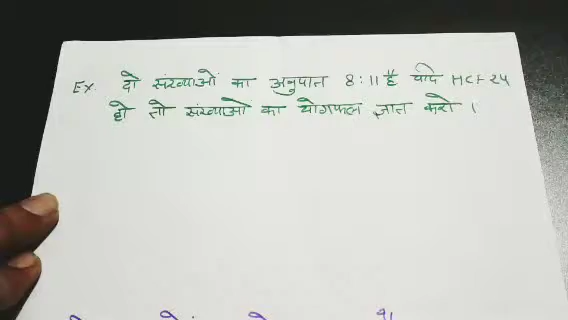 Ex. दो संख्याओं का अनुपात 8:11 है यदि HCF 24
हो तो संख्याओं का योगफल ज्ञात करो ।